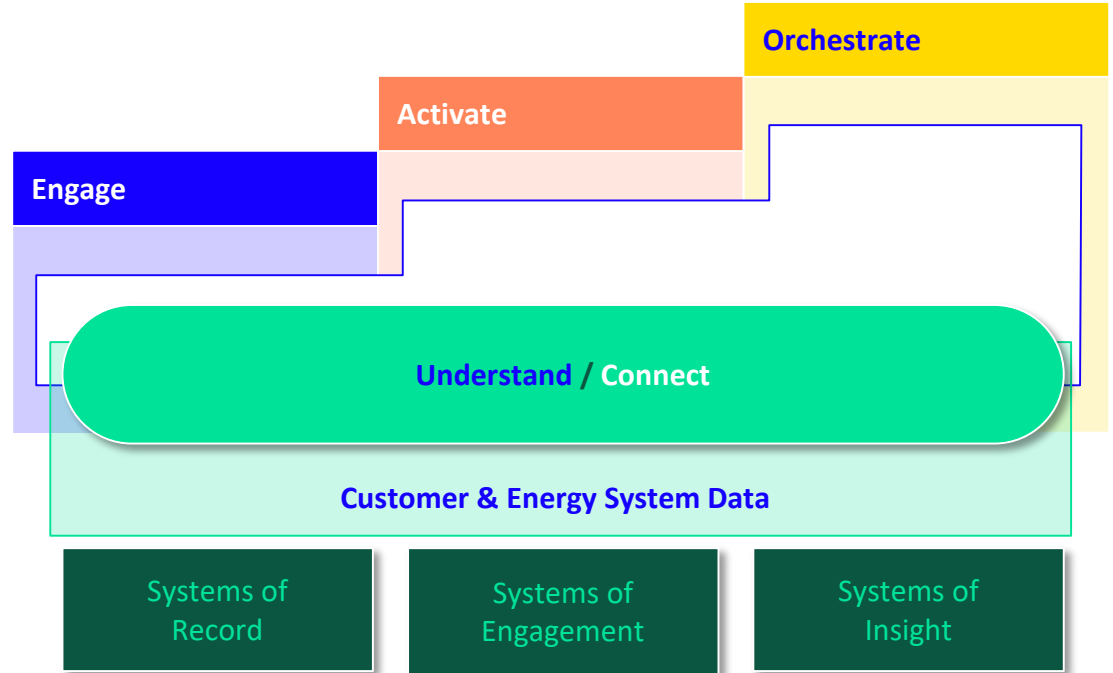 Orchestrate
Activate
Engage
Understand / Connect
Customer & Energy System Data
Systems of
Record
Systems of
Engagement
Systems of
Insight